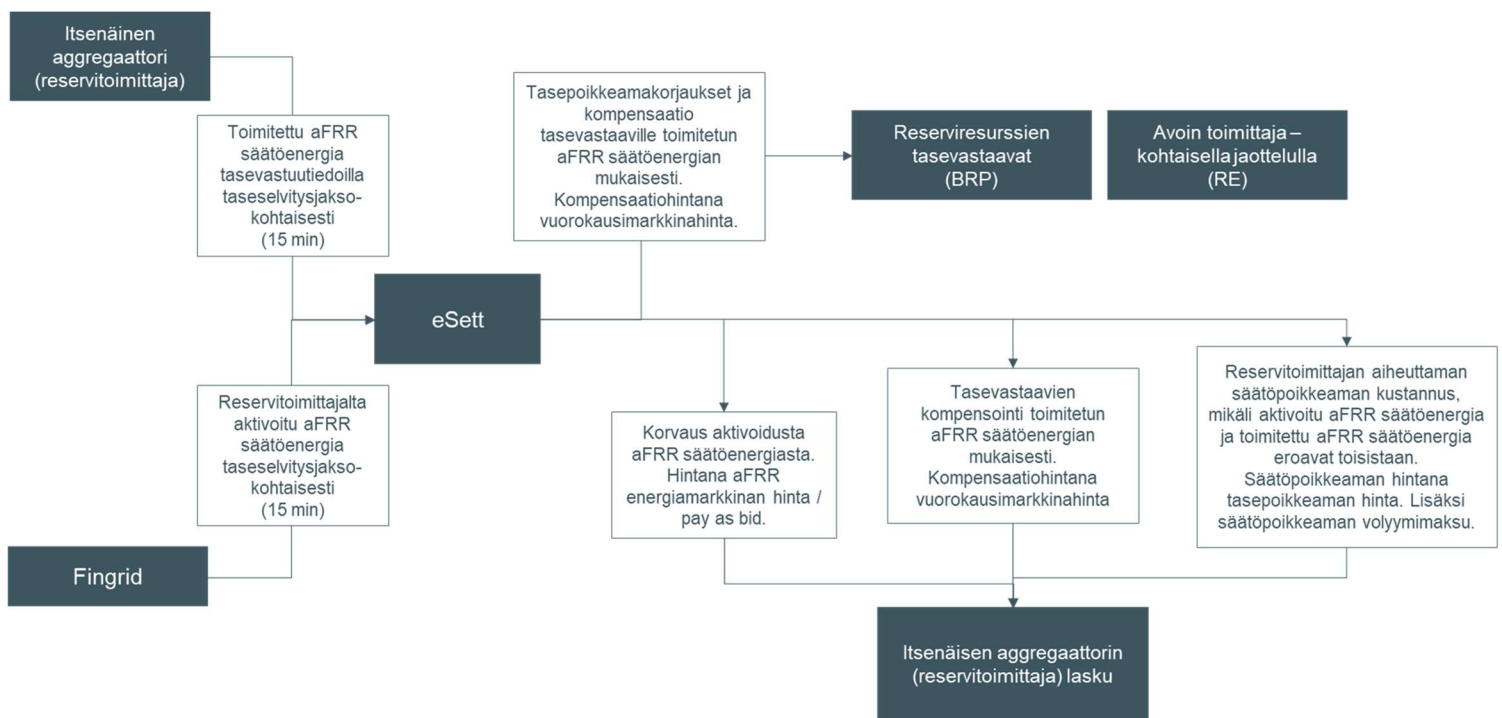 Itsenäinen
aggregaattori
(reservitoimittaja)
Toimitettu aFRR
säätöenergia
tasevastuutiedoilla
taseselvitysjakso-
kohtaisesti
(15 min)
Tasepoikkeamakorjaukset ja
kompensaatio
tasevastaaville toimitetun
aFRR säätöenergian
mukaisesti.
Kompensaatiohintana
vuorokausimarkkinahinta.
Reserviresurssien
tasevastaavat
(BRP)
Avoin toimittaja –
kohtaisella jaottelulla
(RE)
eSett
Reservitoimittajalta
aktivoitu aFRR
säätöenergia
taseselvitysjakso-
kohtaisesti
(15 min)
Fingrid
Korvaus aktivoidusta
aFRR säätöenergiasta.
Hintana aFRR
energiamarkkinan hinta /
pay as bid.
Tasevastaavien
kompensointi toimitetun
aFRR säätöenergian
mukaisesti.
Kompensaatiohintana
vuorokausimarkkinahinta
Reservitoimittajan aiheuttaman
säätöpoikkeaman kustannus,
mikäli aktivoitu aFRR säätöenergia
ja toimitettu aFRR säätöenergia
eroavat toisistaan.
Säätöpoikkeaman hintana
tasepoikkeaman hinta. Lisäksi
säätöpoikkeaman volyymimaksu.
Itsenäisen aggregaattorin
(reservitoimittaja) lasku